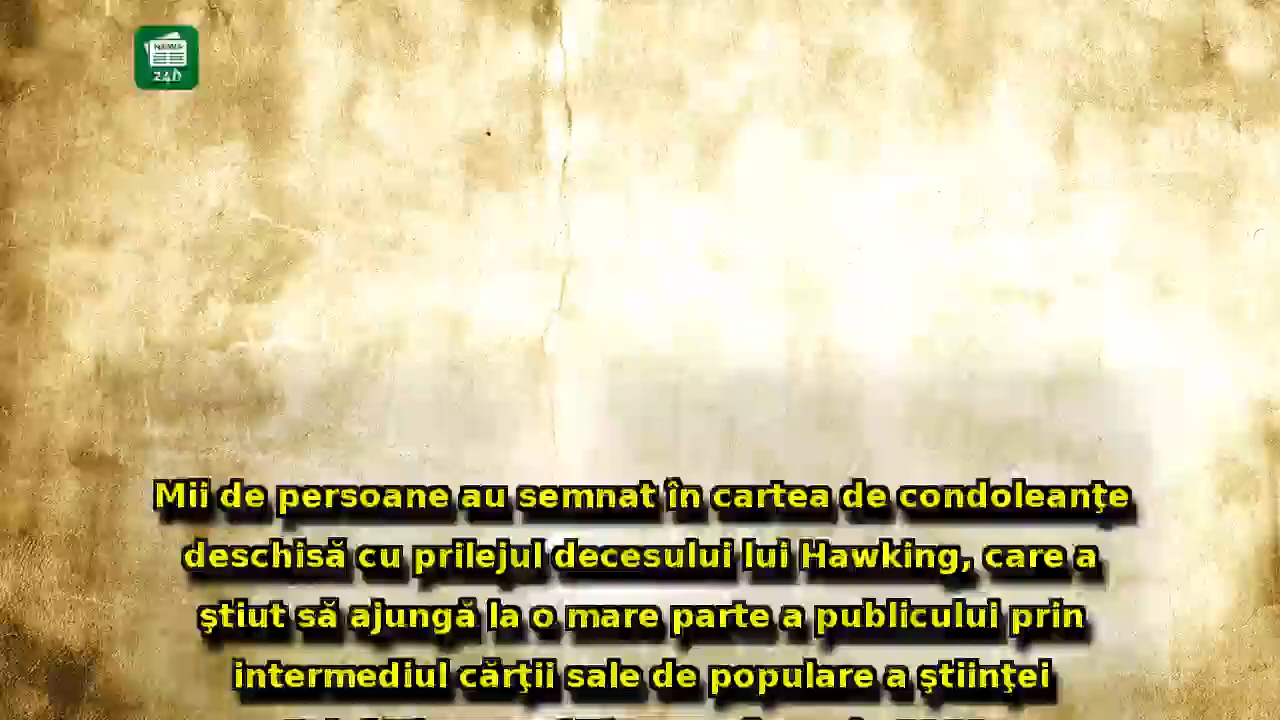 24h
Mii de persoane au semnat în cartea de condoleanţe
deschisă cu prilejul decesului lui Hawking, care a
ştiut să ajungă la o mare parte a publicului prin
intermediul cărţii sale de populare a ştiinţei